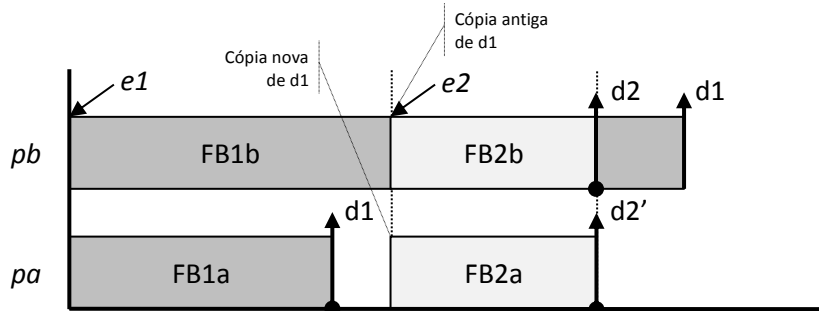 Cópia antiga
de d1
Cópia nova
de d1
e1
e2
d2
d1
pb
FB1b
FB2b
d1
d2’
pa
FB1a
FB2a